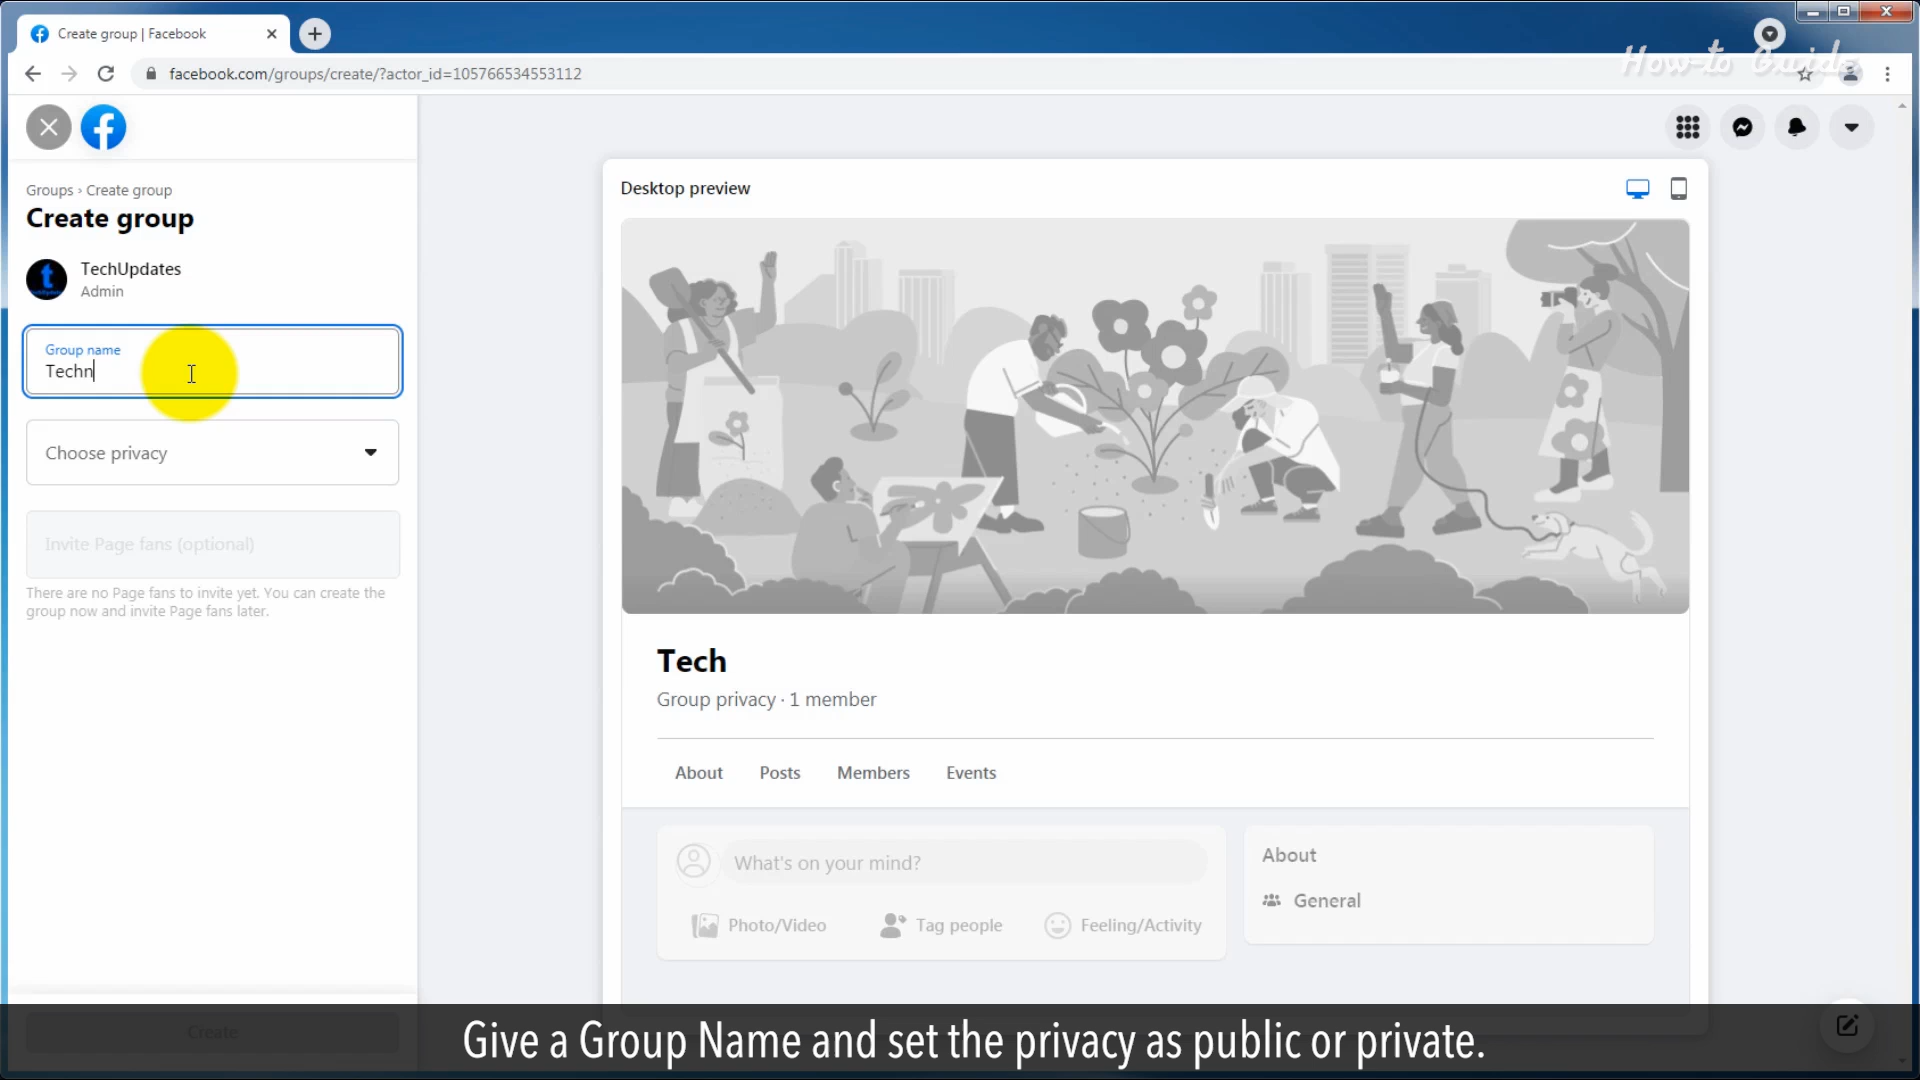 Create group | Facebook
facebook.com/groups/create/?actor_id=105766534553112
How-to Guide
Groups › Create group
Create group
TechUpdates
Admin
Group name
Techn
Choose privacy
Invite Page fans (optional)
There are no Page fans to invite yet. You can create the
group now and invite Page fans later.
Create
Desktop preview
Tech
Group privacy · 1 member
About Posts Members Events
What's on your mind?
Photo/Video Tag people Feeling/Activity
About
General
Give a Group Name and set the privacy as public or private.